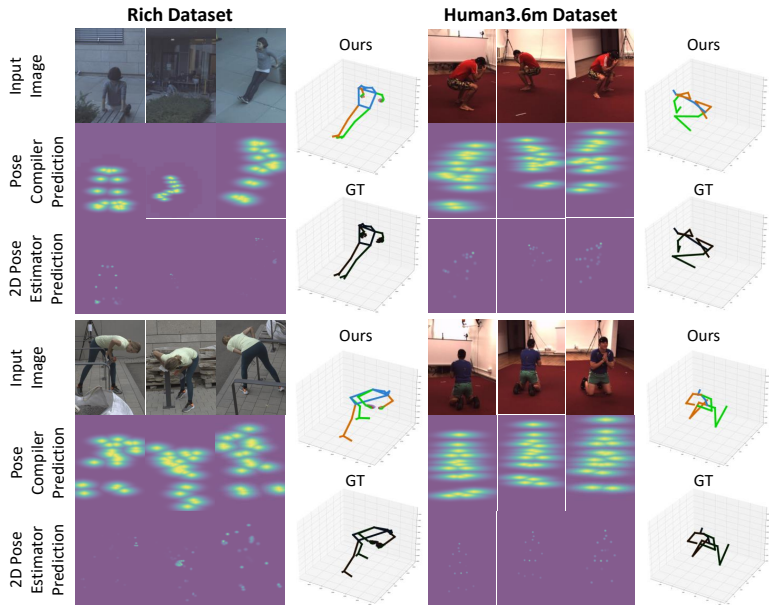 Rich Dataset
Human3.6m Dataset
Input
Image
Ours
Ours
Pose
Compiler
Prediction
GT
GT
2D Pose
Estimator
Prediction
Input
Image
Ours
Ours
Pose
Compiler
Prediction
GT
GT
2D Pose
Estimator
Prediction